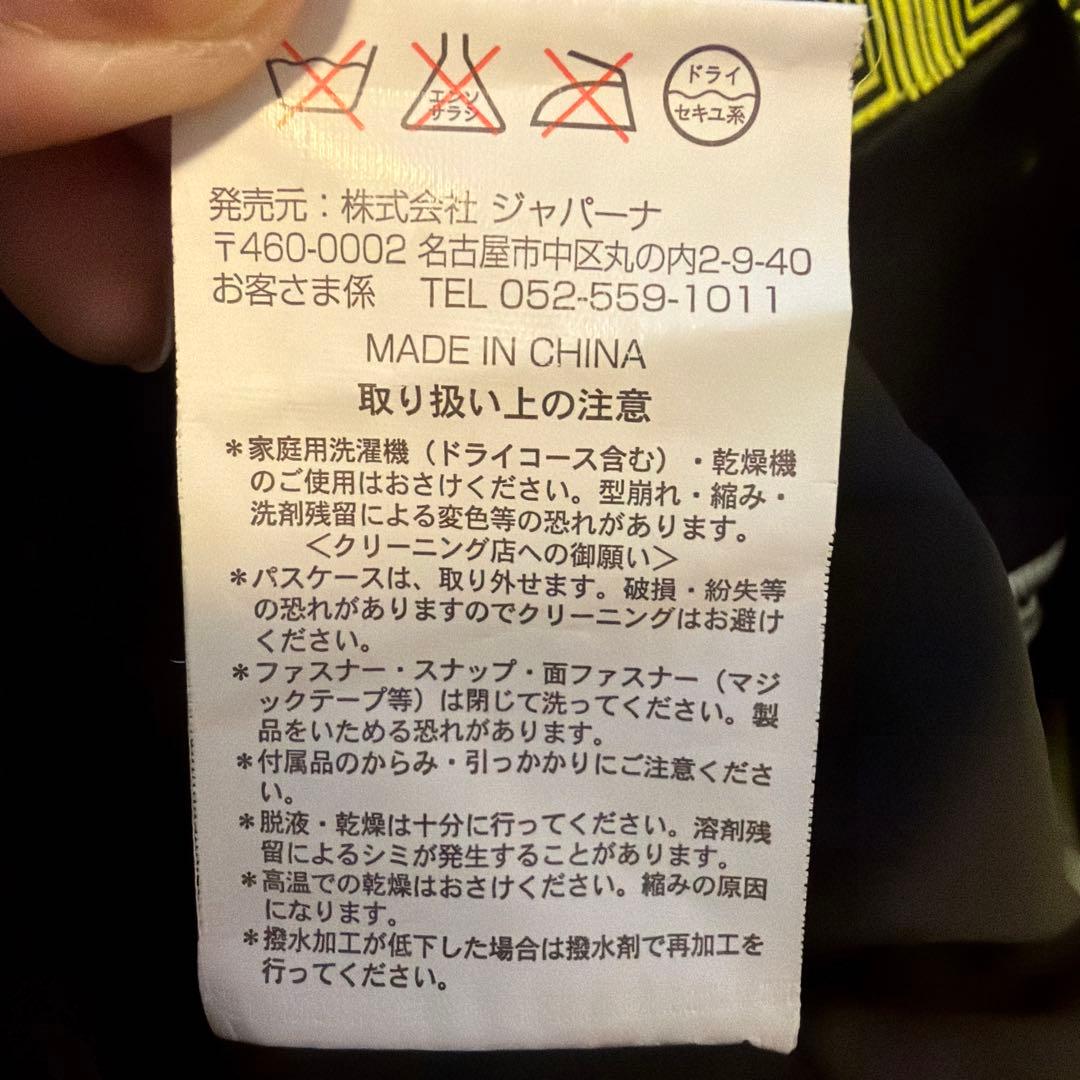 エンソ
サラシ
ドライ
セキユ系
発売元：株式会社 ジャパーナ
〒460-0002 名古屋市中区丸の内2-9-40
お客さま係 TEL 052-559-1011
MADE IN CHINA
取り扱い上の注意
＊家庭用洗濯機（ドライコース含む）・乾燥機
のご使用はおさけください。型崩れ・縮み・
洗剤残留による変色等の恐れがあります。
＜クリーニング店への御願い＞
＊パスケースは、取り外せます。破損・紛失等
の恐れがありますのでクリーニングはお避け
ください。
＊ファスナー・スナップ・面ファスナー（マジ
ックテープ等）は閉じて洗ってください。製
品をいためる恐れがあります。
＊付属品のからみ・引っかかりにご注意くださ
い。
＊脱液・乾燥は十分に行ってください。溶剤残
留によるシミが発生することがあります。
＊高温での乾燥はおさけください。縮みの原因
になります。
＊撥水加工が低下した場合は撥水剤で再加工を
行ってください。